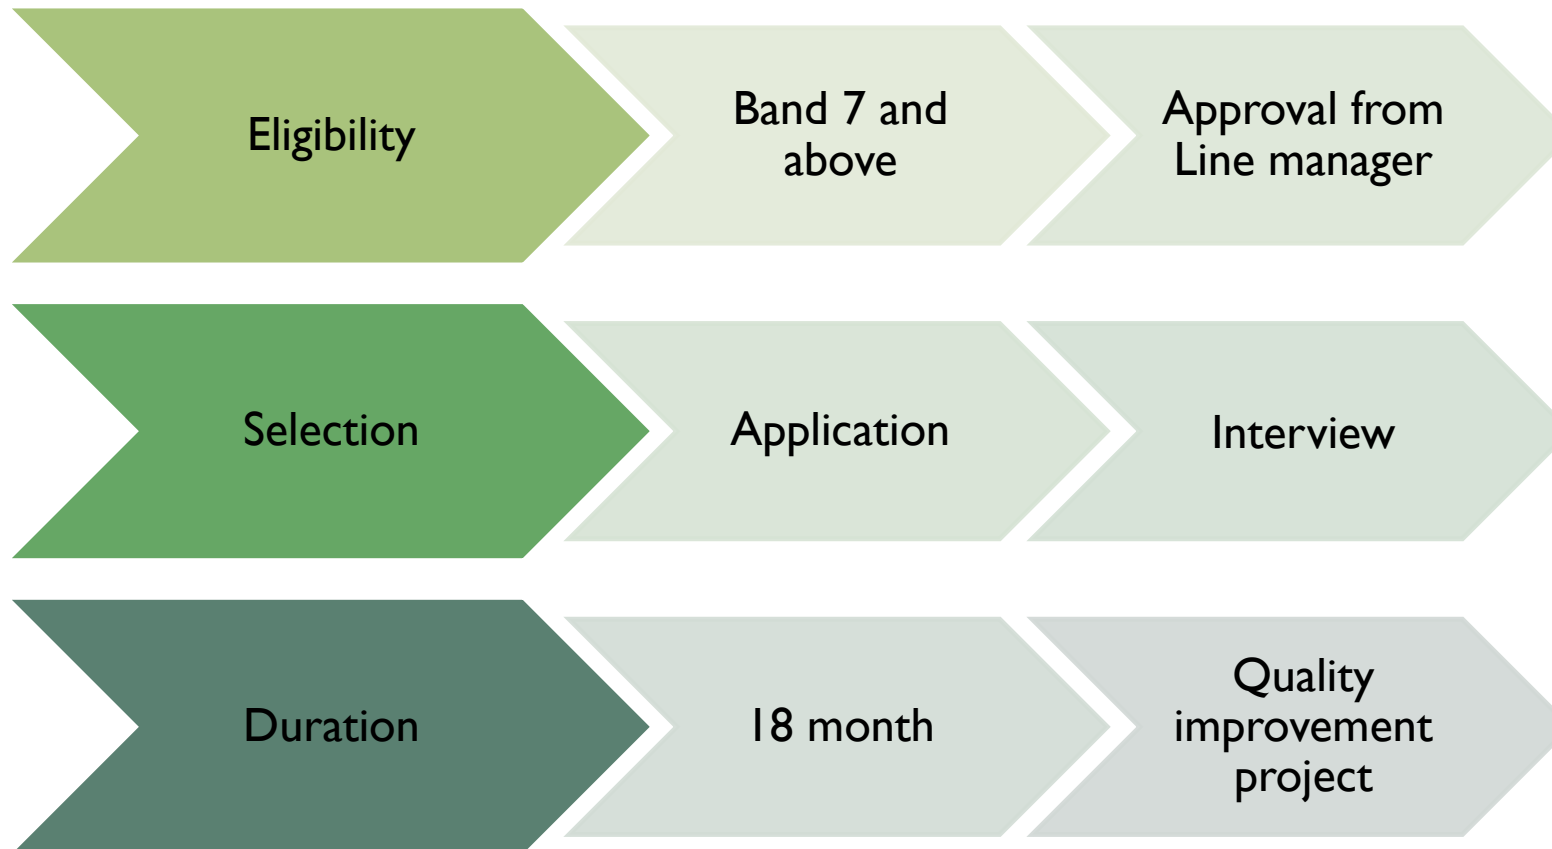 Eligibility
Band 7 and
above
Approval from
Line manager
Selection
Application
Interview
Duration
18 month
Quality
improvement
project